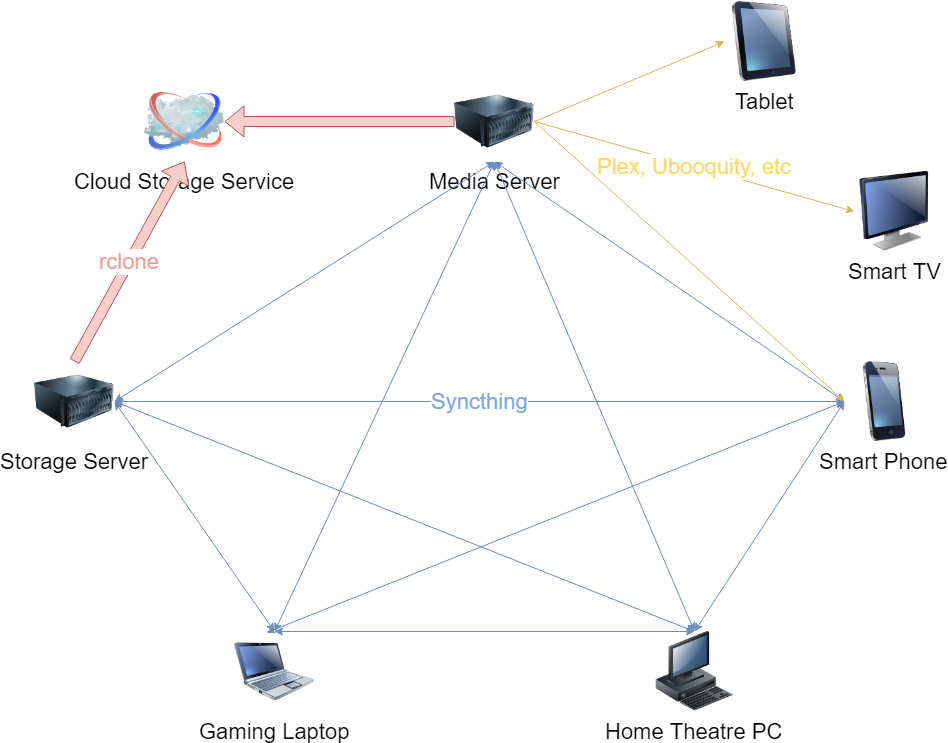 Tablet
Cloud Storage Service
Media Server
Plex, Ubooquity, etc
Smart TV
rclone
Syncthing
Storage Server
Smart Phone
Gaming Laptop
Home Theatre PC